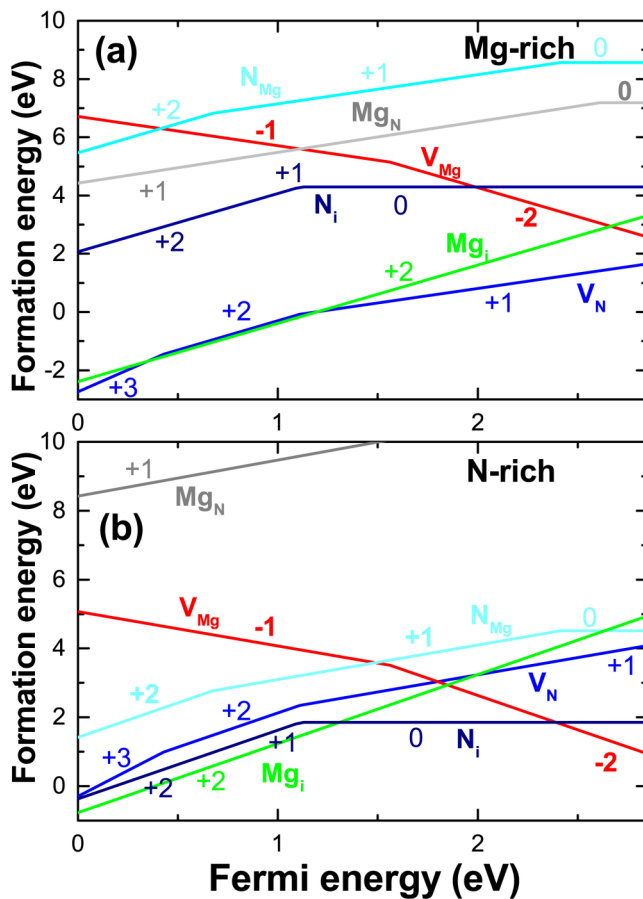 (a)
Mg-rich
10
8
6
4
2
0
-2
Formation energy (eV)
N_Mg
+1
0
+2
-1
Mg_N
0
+1
V_Mg
+1
N_i
0
-2
+2
Mg_i
+2
+2
+1
V_N
+3
0
1
2
(b)
N-rich
10
8
6
4
2
0
Formation energy (eV)
+1
Mg_N
V_Mg
-1
+1
N_Mg
0
+2
+1
V_N
+2
+3
+1
0
N_i
+2
+2
Mg_i
-2
0
1
2
Fermi energy (eV)